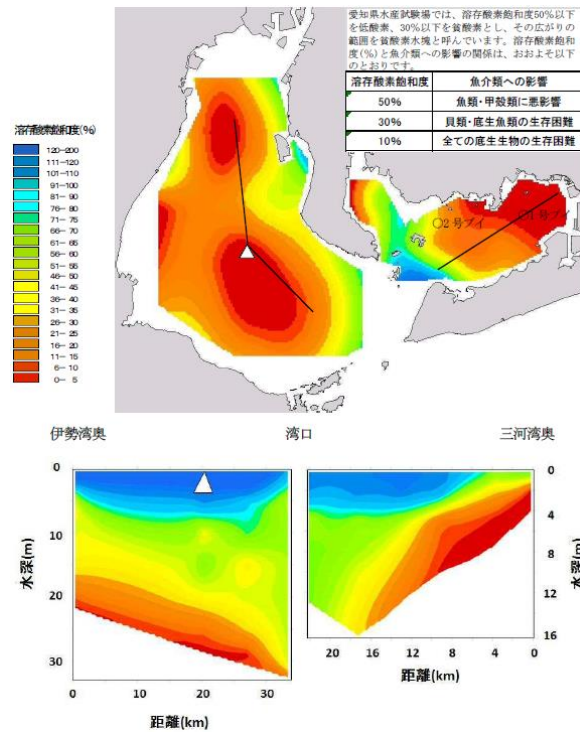 愛知県水産試験場では、溶存酸素飽和度50%以下
を低酸素、30%以下を貧酸素とし、その広がりの
範囲を貧酸素水塊と呼んでいます。溶存酸素飽和
度(%)と魚介類への影響の関係は、おおよそ以下
のとおりです。
溶存酸素飽和度 魚介類への影響
50% 魚類・甲殻類に悪影響
30% 貝類・底生魚類の生存困難
10% 全ての底生生物の生存困難
溶存酸素飽和度(%)
120-200
111-120
101-110
91-100
81-90
76-80
71-75
66-70
61-65
56-60
51-55
46-50
41-45
36-40
31-35
26-30
21-25
16-20
11-15
6-10
0-5
○2号ブイ
○1号ブイ
伊勢湾奥 湾口 三河湾奥
水深(m)
0
10
20
30
0 10 20 30
距離(km)
0
4
8
12
16
水深(m)
20 16 12 8 4 0
距離(km)